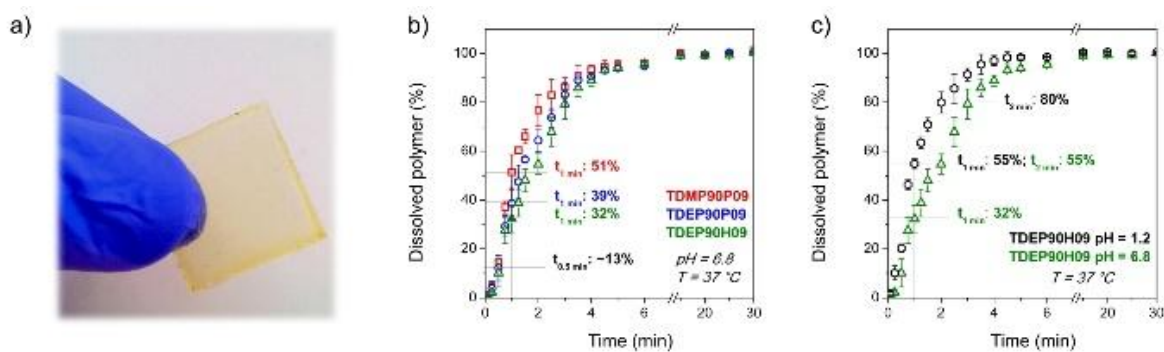 a)
b)
Dissolved polymer (%)
100
80
60
40
20
0
t1 min: 51%
t1 min: 39%
t1 min: 32%
t0.5 min: ~13%
TDMP90P09
TDEP90P09
TDEP90H09
pH = 6.8
T = 37 °C
0 2 4 6 20 30
Time (min)
c)
Dissolved polymer (%)
100
80
60
40
20
0
t2 min: 80%
t1 min: 55%; t2 min: 55%
t1 min: 32%
TDEP90H09 pH = 1.2
TDEP90H09 pH = 6.8
T = 37 °C
0 2 4 6 20 30
Time (min)